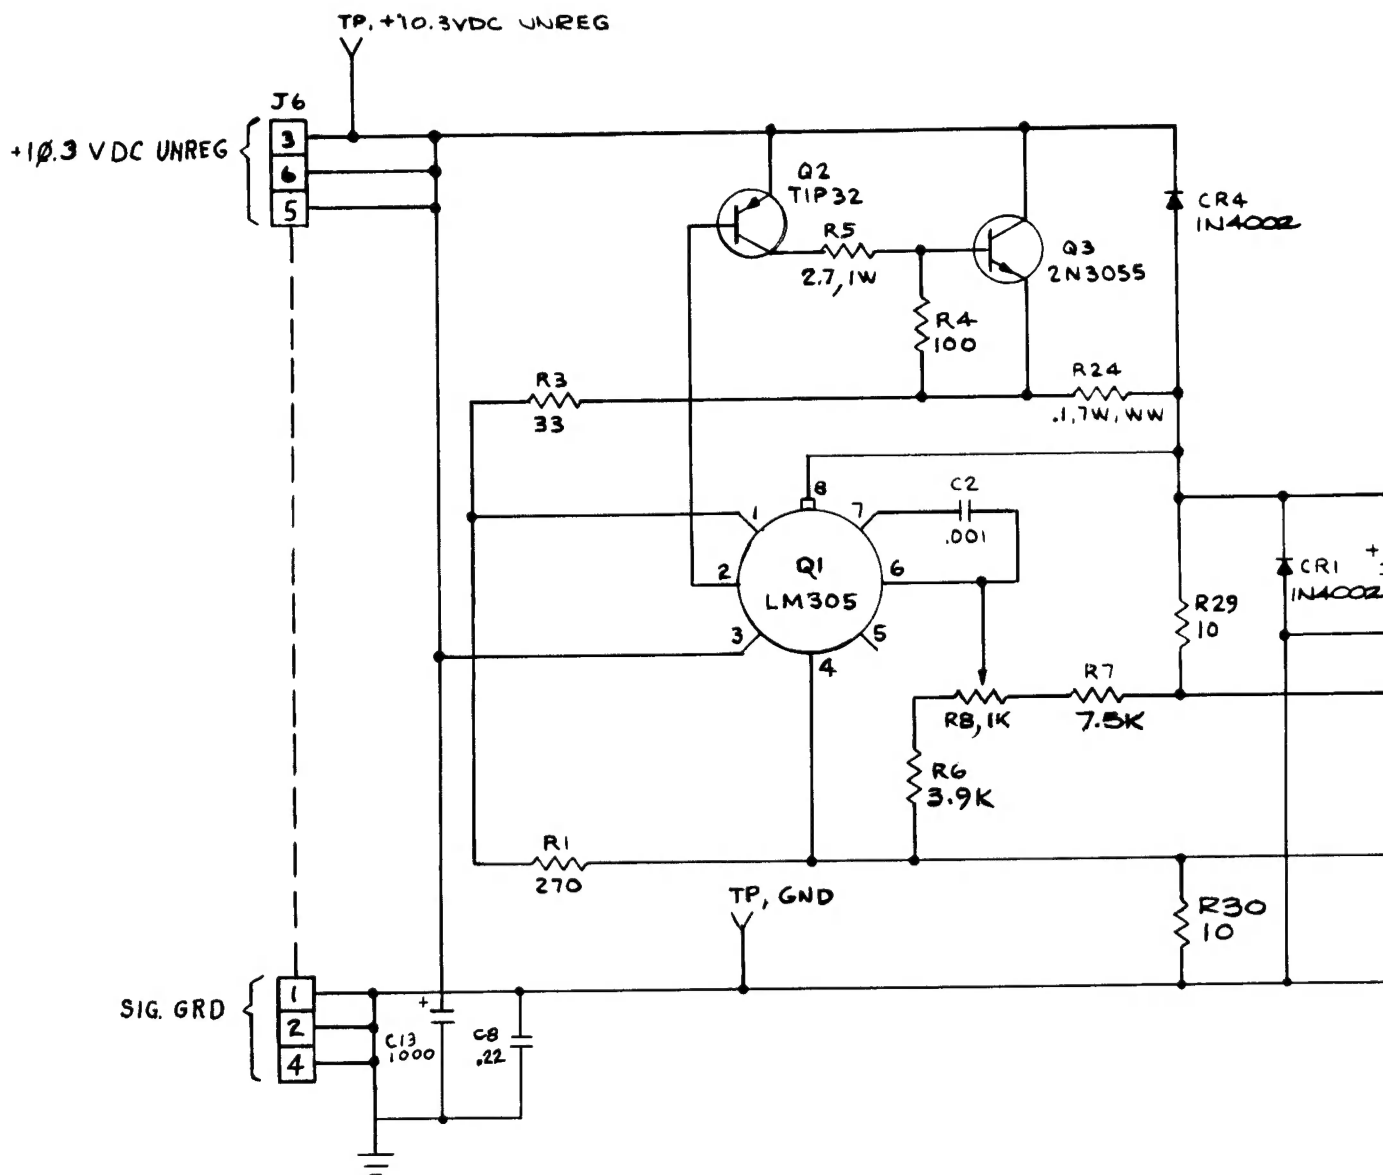 TP, +10.3VDC UNREG
J6
+1Ø.3 VDC UNREG
3
6
5
Q2
TIP32
R5
2.7, 1W
Q3
2N3055
CR4
1N4002
R4
100
R3
33
R24
.1, 7W, WW
8
1
7
C2
.001
2
Q1
LM305
6
3
5
4
CR1
1N4002
+
R29
10
R8, 1K
R7
7.5K
R6
3.9K
R1
270
TP, GND
R30
10
SIG. GRD
1
2
4
+
C13
1000
C8
.22